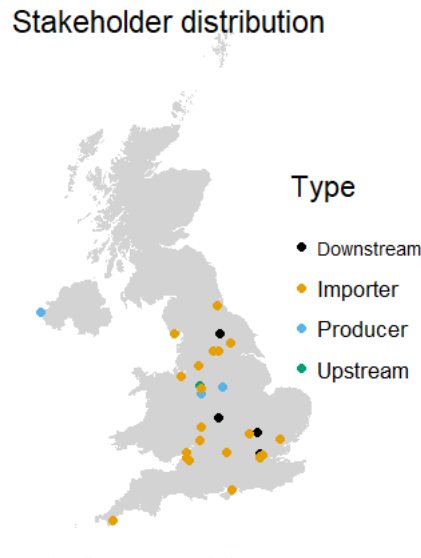 Stakeholder distribution
Type
Downstream
Importer
Producer
Upstream